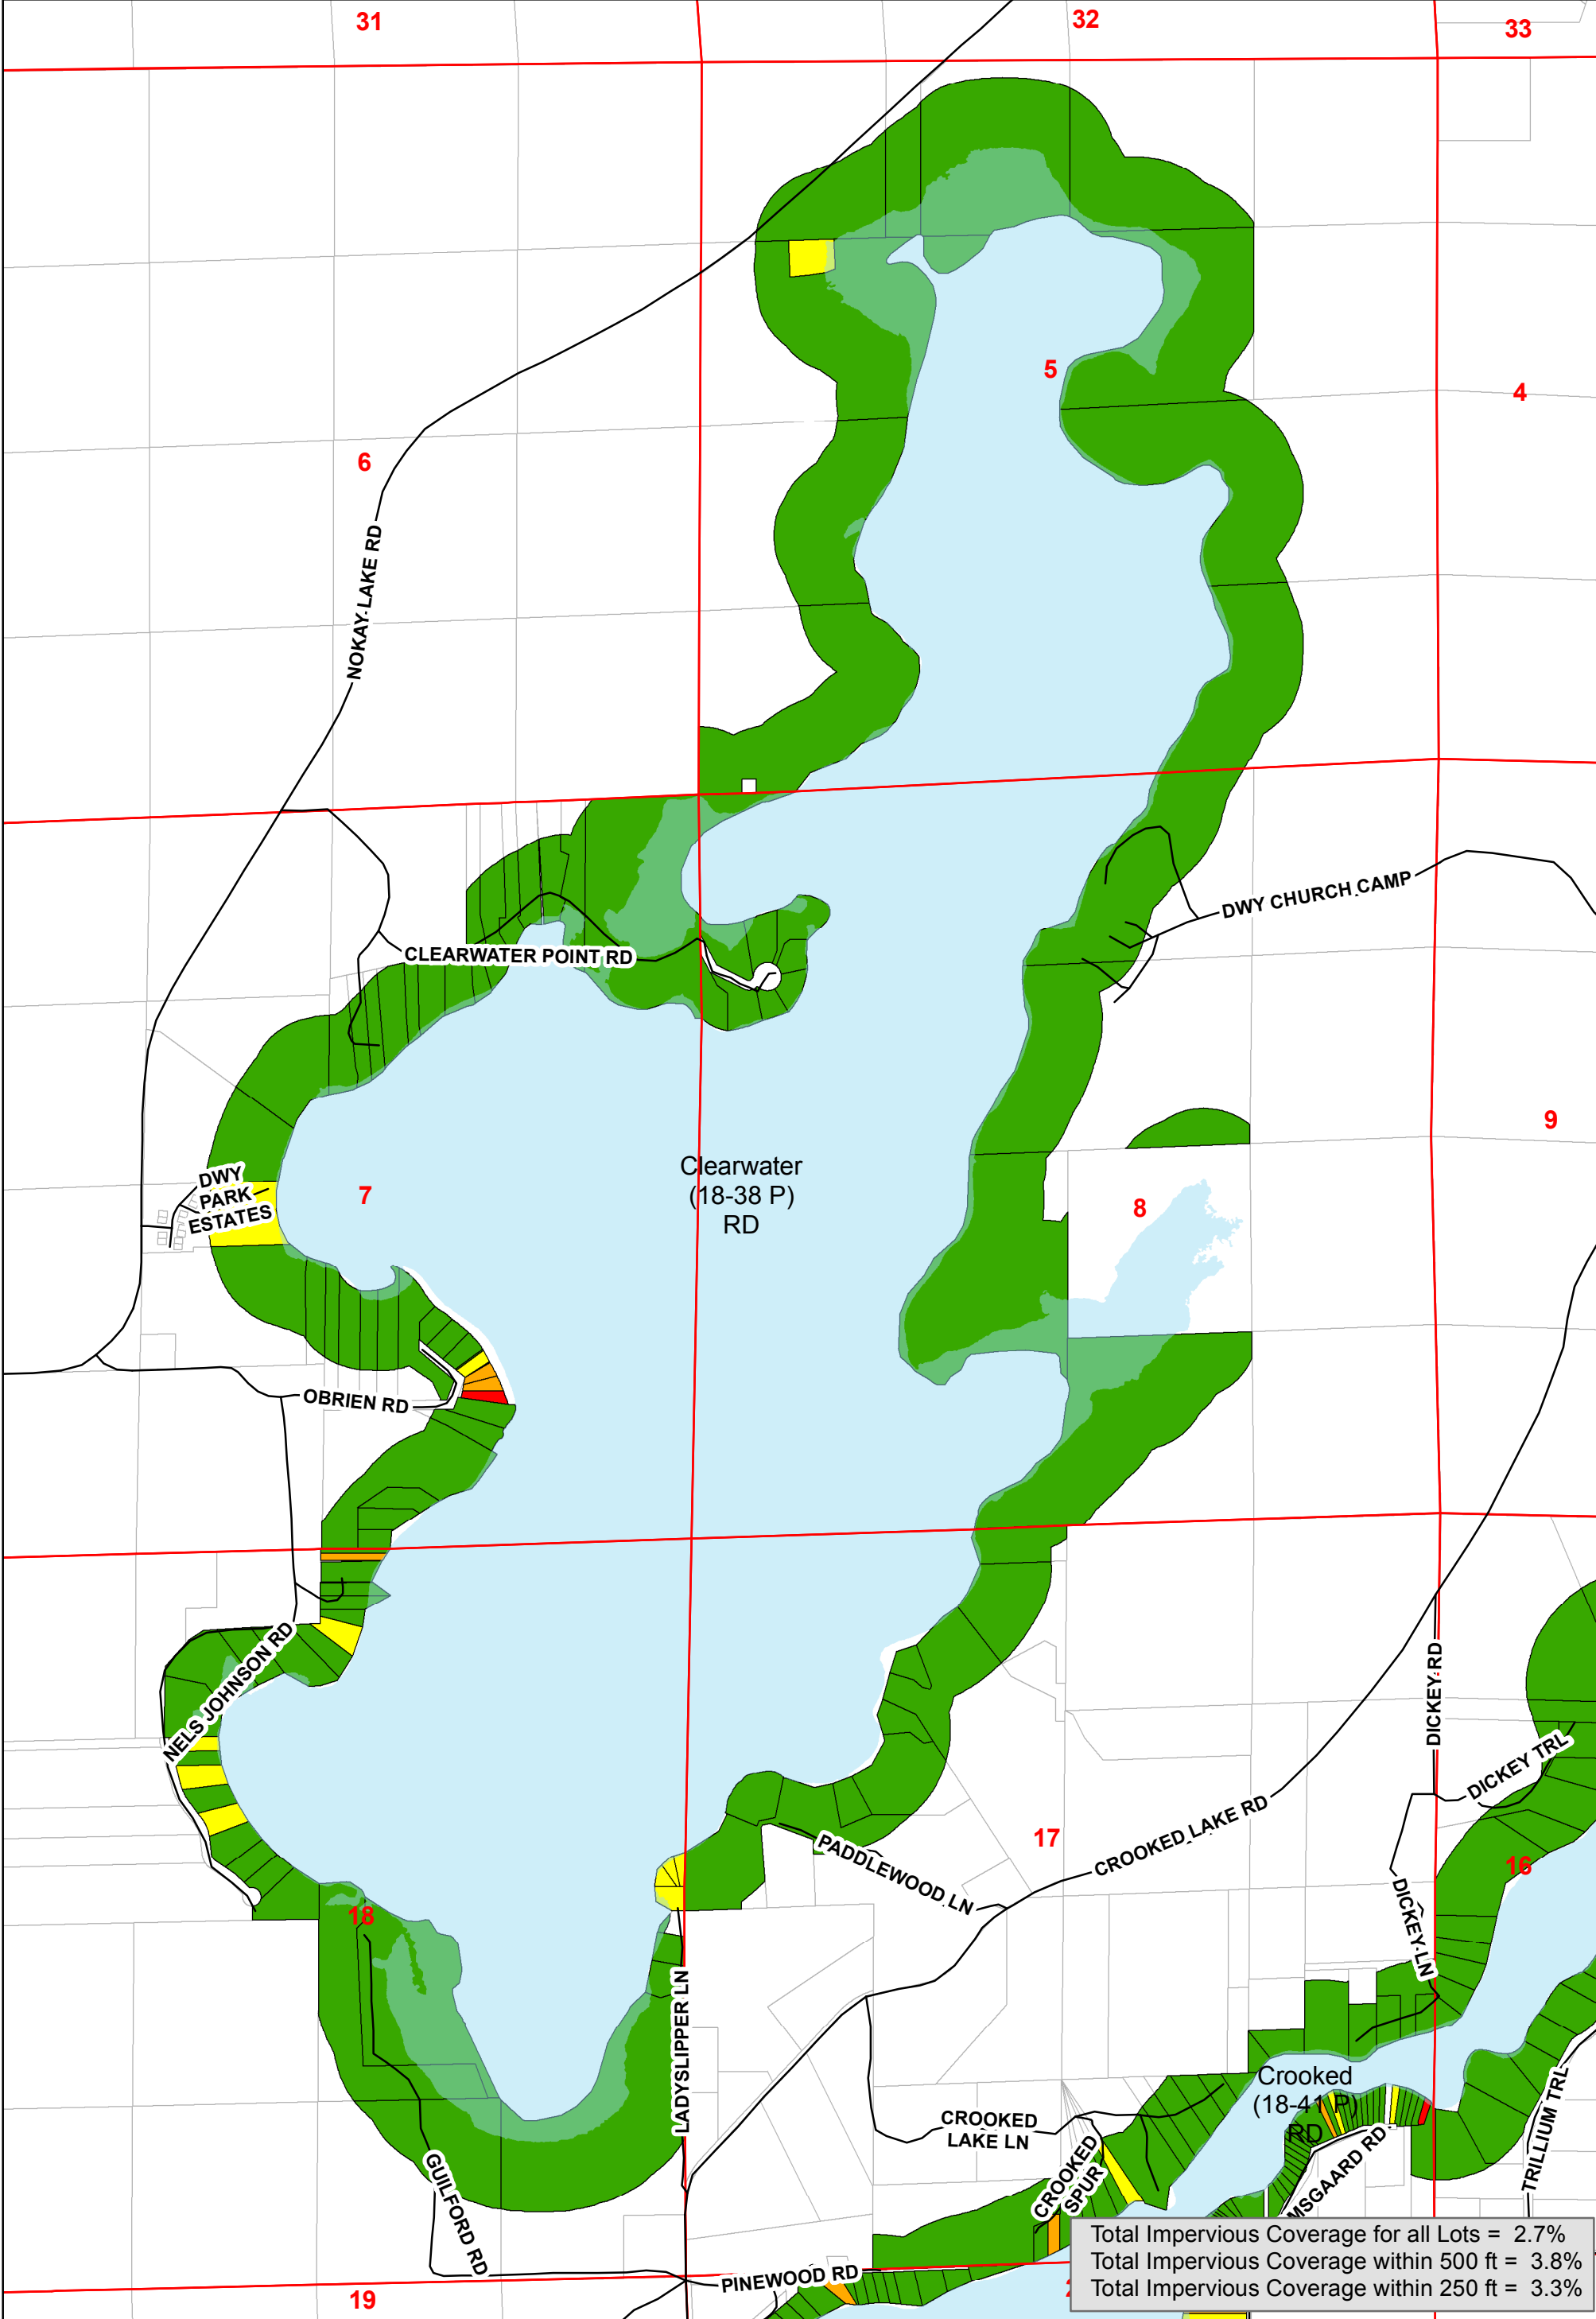 31
32
33
5
4
6
NOKAY LAKE RD
DWY CHURCH CAMP
CLEARWATER POINT RD
9
Clearwater
(18-38 P)
RD
DWY
PARK
ESTATES
7
8
OBRIEN RD
NELS JOHNSON RD
DICKEY RD
DICKEY TRL
CROOKED LAKE RD
17
PADDLEWOOD LN
16
18
DICKEY LN
LADYSLIPPER LN
Crooked
(18-41 P)
RD
CROOKED
LAKE LN
CROOKED
SPUR
MSGAARD RD
TRILLIUM TRL
GUILFORD RD
PINEWOOD RD
19
Total Impervious Coverage for all Lots = 2.7%
Total Impervious Coverage within 500 ft = 3.8%
Total Impervious Coverage within 250 ft = 3.3%